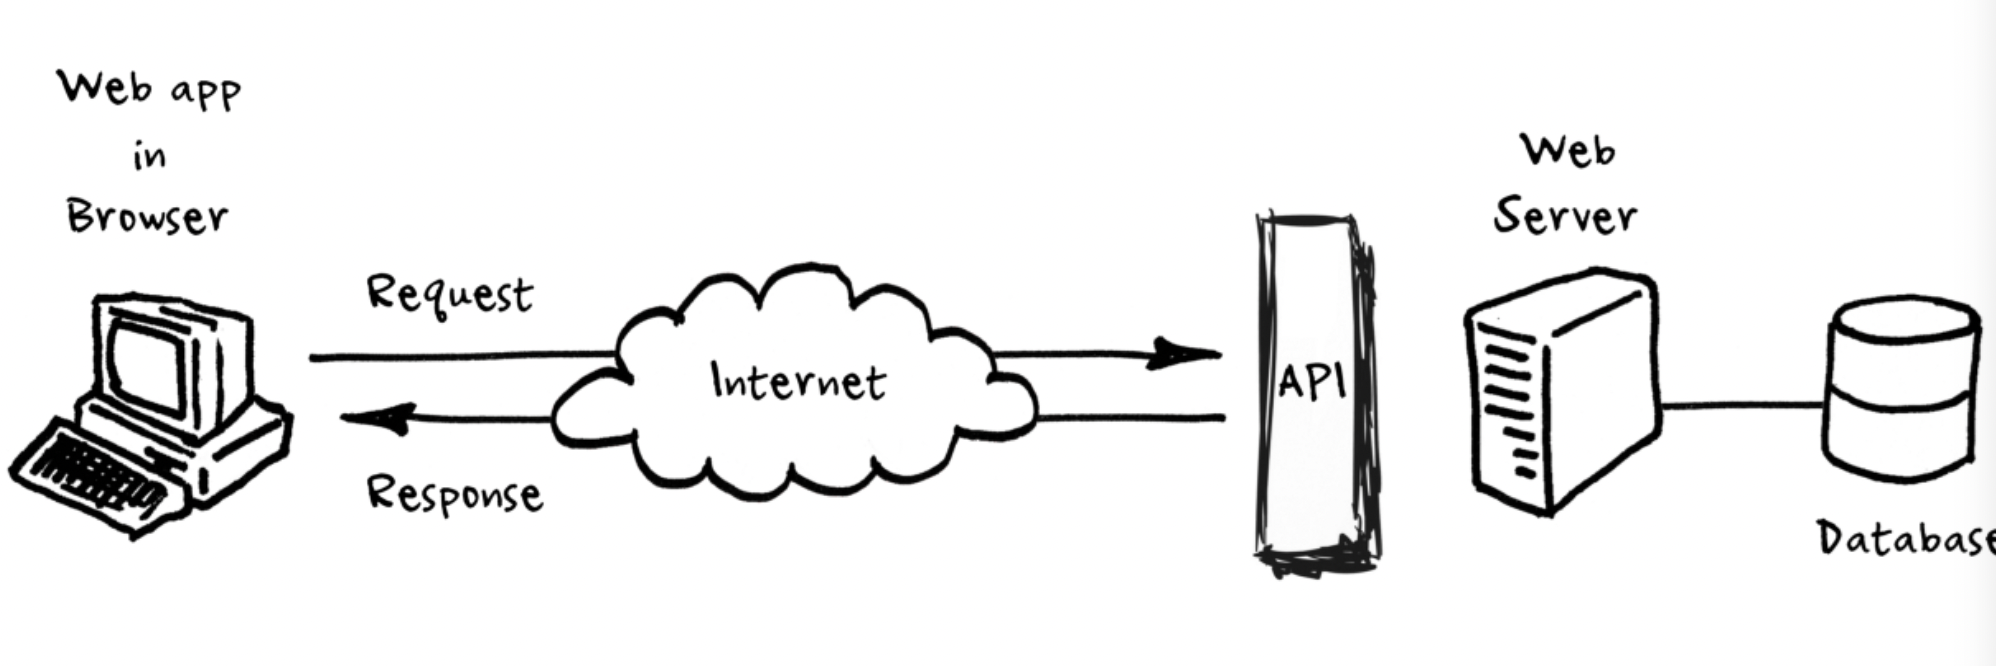 Web app
in
Browser
Request
Response
Internet
API
Web
Server
Database